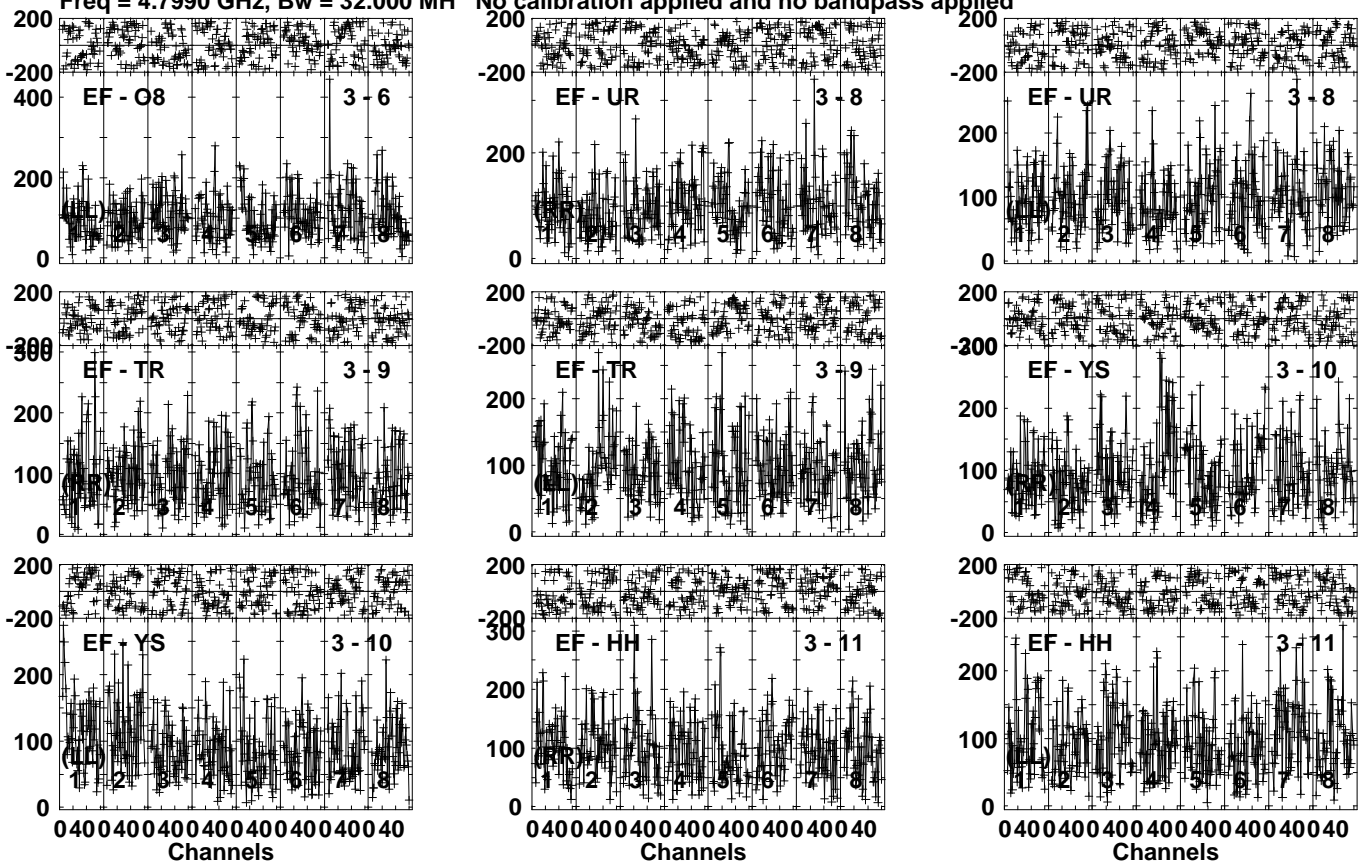 Freq = 4.7990 GHz, Bw = 32.000 MH No calibration applied and no bandpass applied
200
-200
400
200
0
EF - O8 3 - 6
(LL)
1 2 3 4 5 6 7 8
200
-200
200
0
EF - UR 3 - 8
(RR)
1 2 3 4 5 6 7 8
200
-200
200
100
0
EF - UR 3 - 8
(LL)
1 2 3 4 5 6 7 8
200
-200
300
200
100
0
EF - TR 3 - 9
(RR)
1 2 3 4 5 6 7 8
200
-200
200
100
0
EF - TR 3 - 9
(LL)
1 2 3 4 5 6 7 8
200
-200
300
200
100
0
EF - YS 3 - 10
(RR)
1 2 3 4 5 6 7 8
200
-200
200
100
0
EF - YS 3 - 10
(LL)
1 2 3 4 5 6 7 8
200
-200
300
200
100
0
EF - HH 3 - 11
(RR)
1 2 3 4 5 6 7 8
200
-200
200
100
0
EF - HH 3 - 11
(LL)
1 2 3 4 5 6 7 8
0 40 0 40 0 40 0 40 0 40 0 40 0 40 0 40
0 40 0 40 0 40 0 40 0 40 0 40 0 40 0 40
0 40 0 40 0 40 0 40 0 40 0 40 0 40 0 40
Channels
Channels
Channels